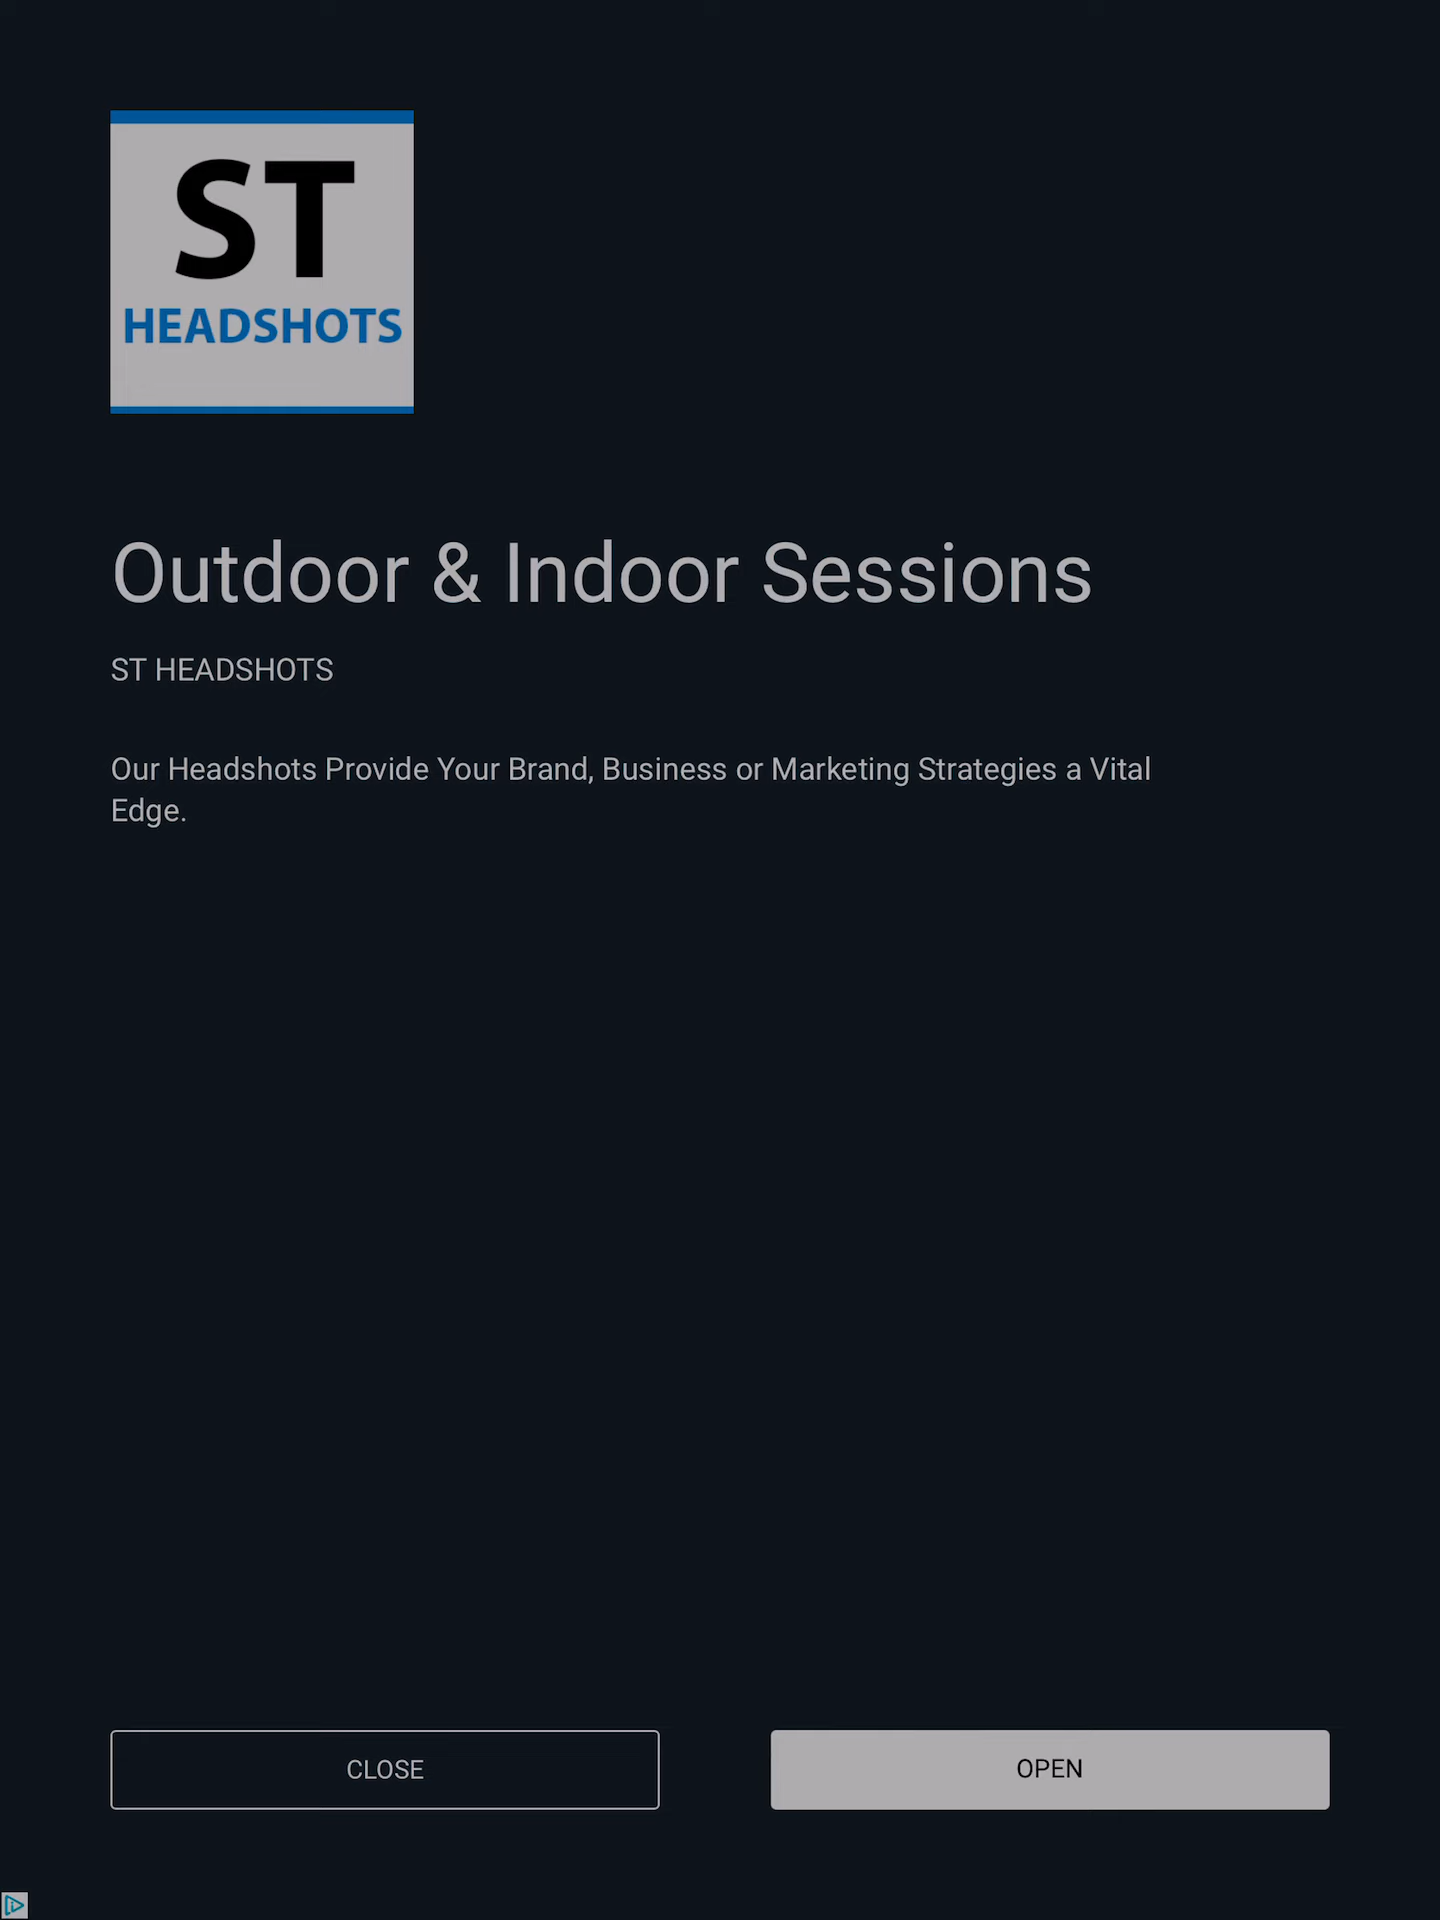 ST
HEADSHOTS
Outdoor & Indoor Sessions
ST HEADSHOTS
Our Headshots Provide Your Brand, Business or Marketing Strategies a Vital
Edge.
CLOSE
OPEN